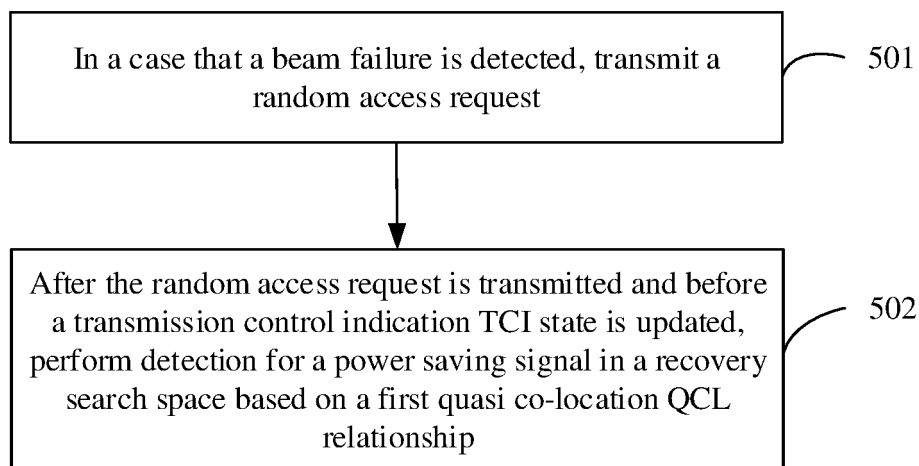 In a case that a beam failure is detected, transmit a
random access request
501
After the random access request is transmitted and before
a transmission control indication TCI state is updated,
perform detection for a power saving signal in a recovery
search space based on a first quasi co-location QCL
relationship
502